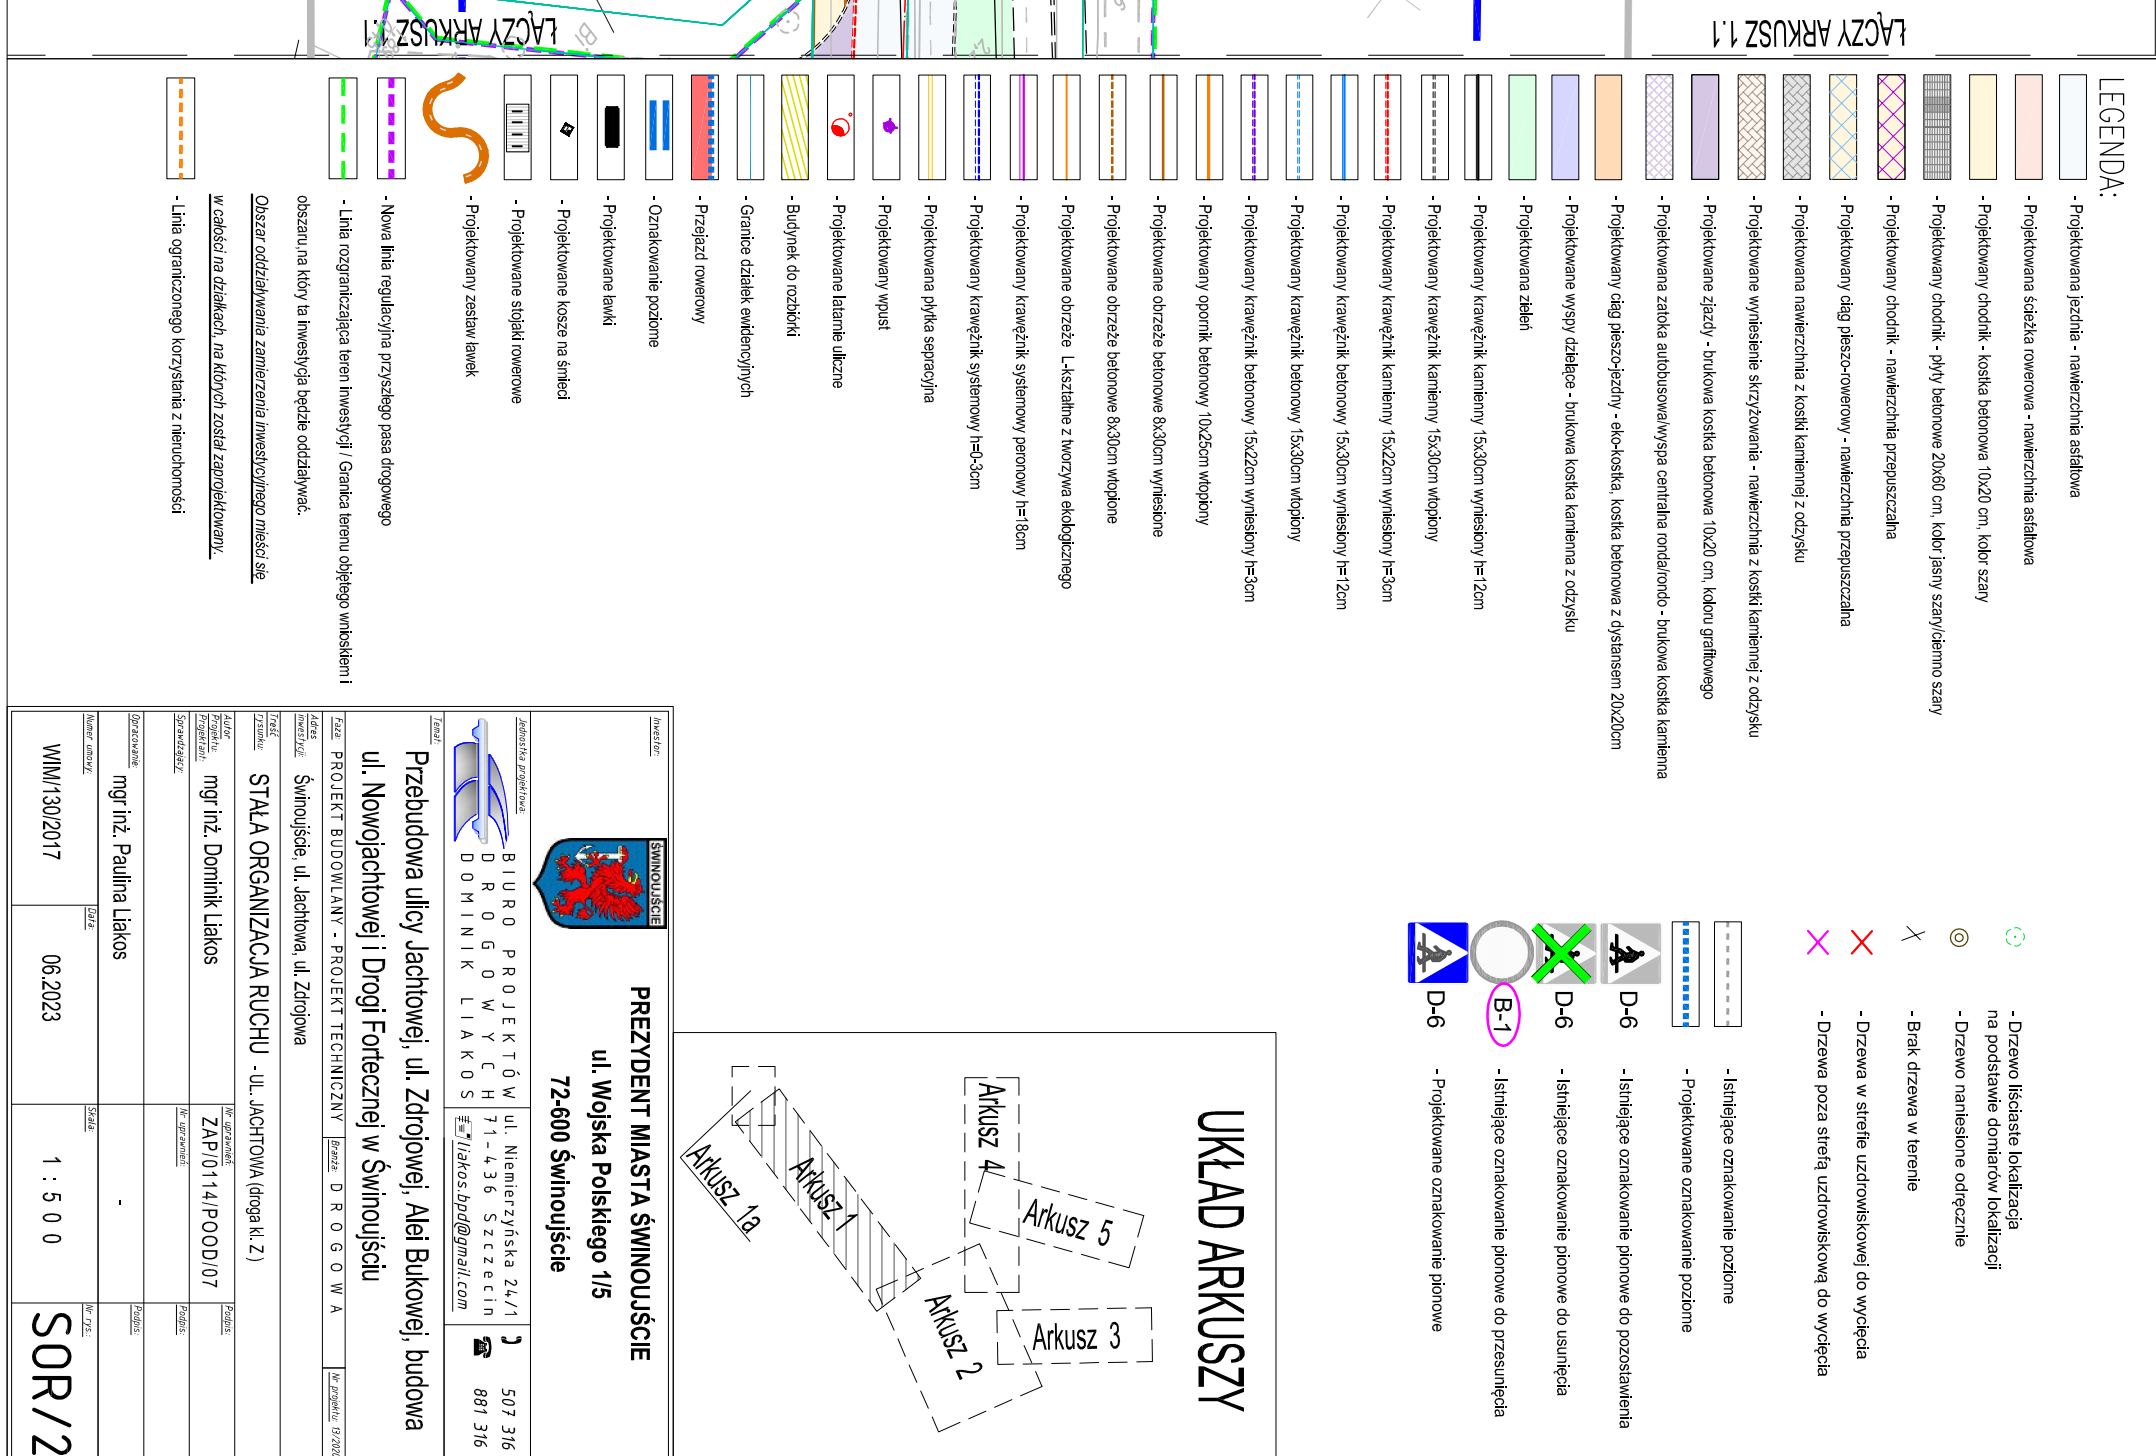 ŁĄCZY ARKUSZ 1.1
ŁĄCZY ARKUSZ 1.1
LEGENDA:
- Projektowana jezdnia - nawierzchnia asfaltowa
- Projektowana ścieżka rowerowa - nawierzchnia asfaltowa
- Projektowany chodnik - kostka betonowa 10x20 cm, kolor szary
- Projektowany chodnik - płyty betonowe 20x60 cm, kolor jasny szary/ciemno szary
- Projektowany chodnik - nawierzchnia przepuszczalna
- Projektowany ciąg pieszo-rowerowy - nawierzchnia przepuszczalna
- Projektowana nawierzchnia z kostki kamiennej z odzysku
- Projektowane wyniesienie skrzyżowania - nawierzchnia z kostki kamiennej z odzysku
- Projektowane zjazdy - brukowa kostka betonowa 10x20 cm, koloru grafitowego
- Projektowana zatoka autobusowa/wyspa centralna ronda/rondo - brukowa kostka kamienna
- Projektowany ciąg pieszo-jezdny - eko-kostka, kostka betonowa z dystansem 20x20cm
- Projektowane wyspy dzielące - brukowa kostka kamienna z odzysku
- Projektowana zieleń
- Projektowany krawężnik kamienny 15x30cm wyniesiony h=12cm
- Projektowany krawężnik kamienny 15x30cm wtopiony
- Projektowany krawężnik kamienny 15x22cm wyniesiony h=3cm
- Projektowany krawężnik betonowy 15x30cm wyniesiony h=12cm
- Projektowany krawężnik betonowy 15x30cm wtopiony
- Projektowany krawężnik betonowy 15x22cm wyniesiony h=3cm
- Projektowany opornik betonowy 10x25cm wtopiony
- Projektowane obrzeże betonowe 8x30cm wyniesione
- Projektowane obrzeże betonowe 8x30cm wtopione
- Projektowane obrzeże L-kształtne z tworzywa ekologicznego
- Projektowany krawężnik systemowy peronowy h=18cm
- Projektowany krawężnik systemowy h=0-3cm
- Projektowana płytka sepracyjna
- Projektowany wpust
- Projektowane latarnie uliczne
- Budynek do rozbiórki
- Granice działek ewidencyjnych
- Przejazd rowerowy
- Oznakowanie poziome
- Projektowane ławki
- Projektowane kosze na śmieci
- Projektowane stojaki rowerowe
- Projektowany zestaw ławek
- Nowa linia regulacyjna przyszłego pasa drogowego
- Linia rozgraniczająca teren inwestycji / Granica terenu objętego wnioskiem i
obszaru,na który ta inwestycja będzie oddziaływać.
Obszar oddziaływania zamierzenia inwestycyjnego mieści się
w całości na działkach, na których został zaprojektowany.
- Linia ograniczonego korzystania z nieruchomości
- Drzewo liściaste lokalizacja
na podstawie domiarów lokalizacji
- Drzewo naniesione odręcznie
- Brak drzewa w terenie
- Drzewa w strefie uzdrowiskowej do wycięcia
- Drzewa poza strefą uzdrowiskową do wycięcia
- Istniejące oznakowanie poziome
- Projektowane oznakowanie poziome
D-6 - Istniejące oznakowanie pionowe do pozostawienia
D-6 - Istniejące oznakowanie pionowe do usunięcia
B-1 - Istniejące oznakowanie pionowe do przesunięcia
D-6 - Projektowane oznakowanie pionowe
UKŁAD ARKUSZY
Arkusz 4
Arkusz 5
Arkusz 3
Arkusz 2
Arkusz 1
Arkusz 1a
Inwestor:
ŚWINOUJŚCIE
PREZYDENT MIASTA ŚWINOUJŚCIE
ul. Wojska Polskiego 1/5
72-600 Świnoujście
Jednostka projektowa:
BIURO PROJEKTÓW
DROGOWYCH
DOMINIK LIAKOS
ul. Niemierzyńska 24/1
71-436 Szczecin
liakos.bpd@gmail.com
507 316
881 316
Temat:
Przebudowa ulicy Jachtowej, ul. Zdrojowej, Alei Bukowej, budowa
ul. Nowojachtowej i Drogi Fortecznej w Świnoujściu
Faza: PROJEKT BUDOWLANY - PROJEKT TECHNICZNY
Branża: DROGOWA
Nr projektu: 13/2020
Adres inwestycji: Świnoujście, ul. Jachtowa, ul. Zdrojowa
Treść rysunku: STAŁA ORGANIZACJA RUCHU - UL. JACHTOWA (droga kl. Z )
Autor Projektu: Projektant: mgr inż. Dominik Liakos
Nr uprawnień: ZAP/0114/POOD/07
Podpis:
Sprawdzający:
Nr uprawnień:
Podpis:
Opracowanie: mgr inż. Paulina Liakos
-
Podpis:
Numer umowy: WIM/130/2017
Data: 06.2023
Skala: 1:500
Nr rys.: SOR/2